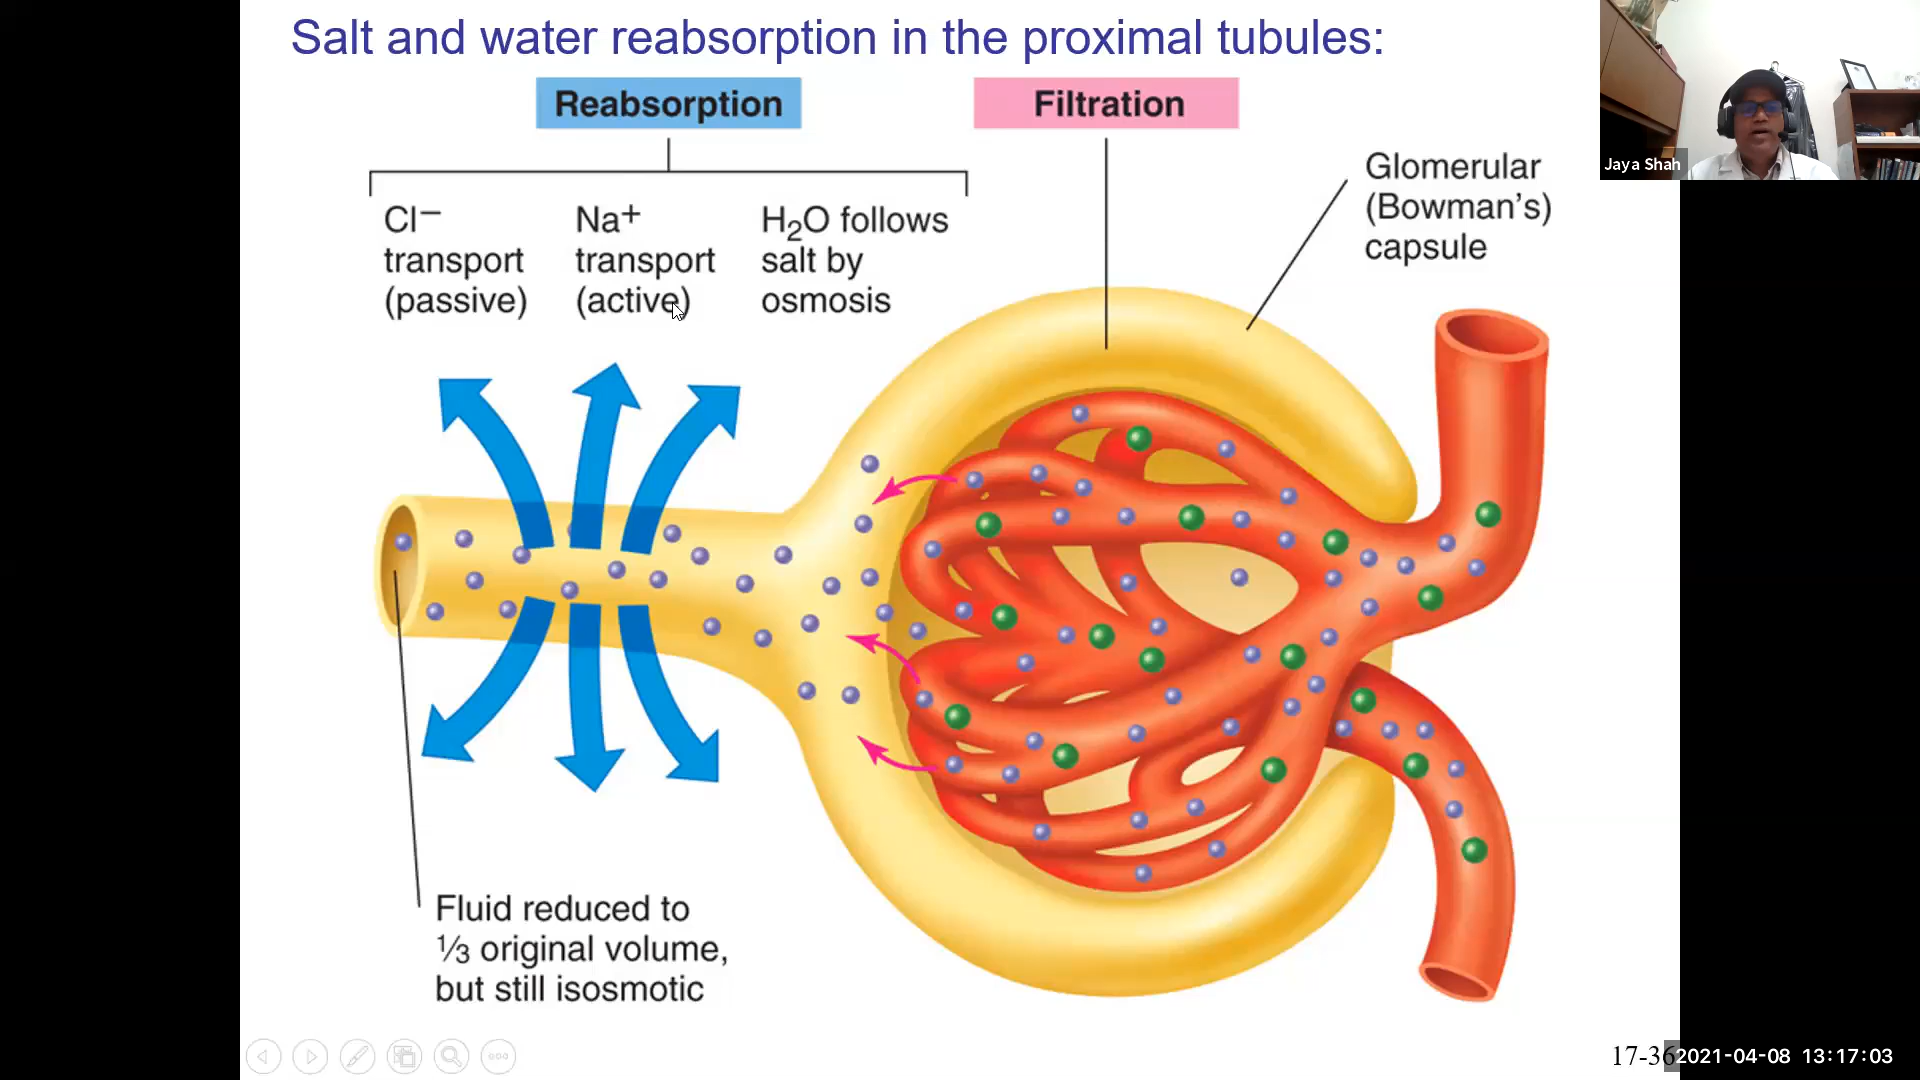 Salt and water reabsorption in the proximal tubules:
Reabsorption
Filtration
Cl−
transport
(passive)
Na+
transport
(active)
H2O follows
salt by
osmosis
Glomerular
(Bowman's)
capsule
Jaya Shah
Fluid reduced to
⅓ original volume,
but still isosmotic
17-36
2021-04-08 13:17:03